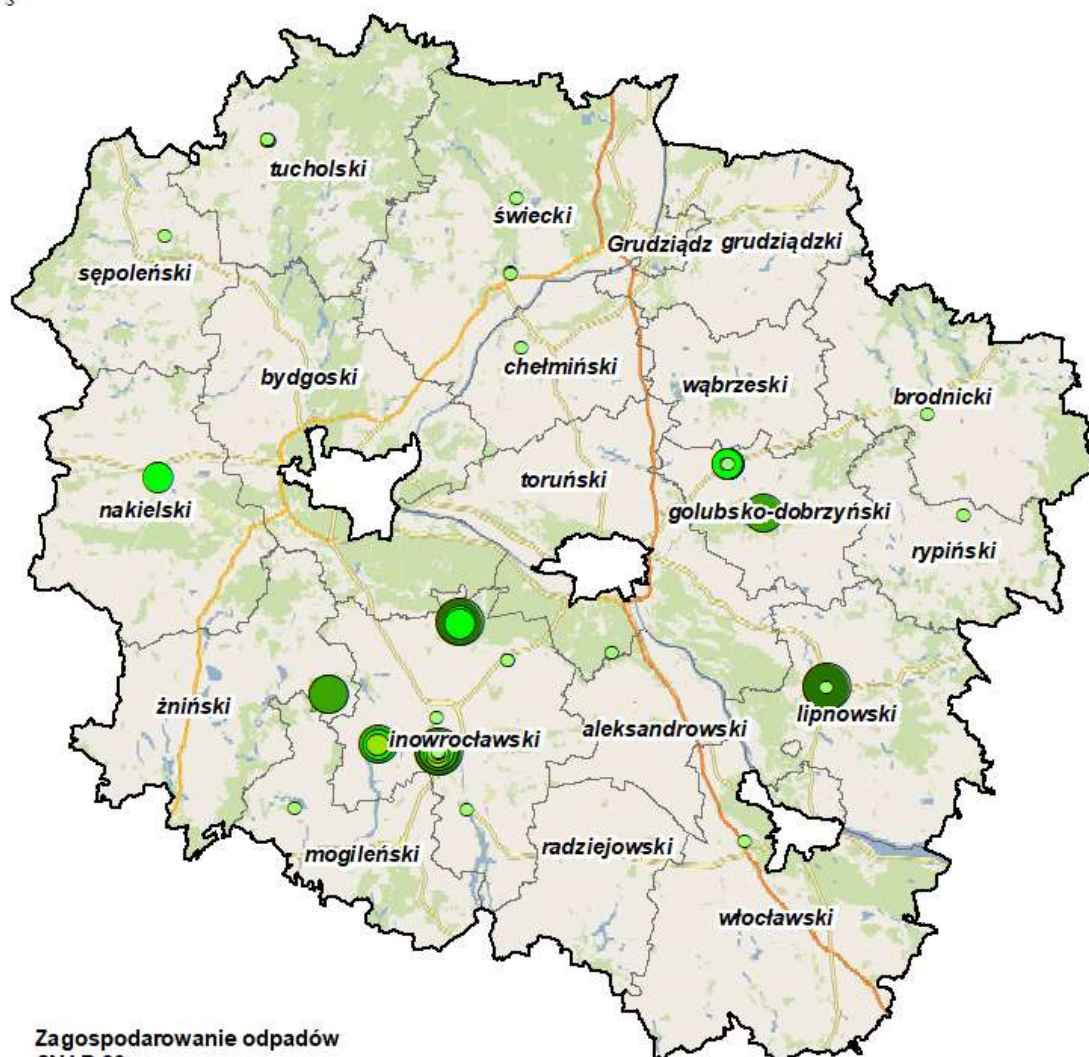 tucholski
świecki
sępoleński
Grudziądz grudziądzki
bydgoski
chełmiński
wąbrzeski
brodnicki
nakielski
toruński
golubsko-dobrzyński
rypiński
żniński
inowrocławski
aleksandrowski
lipnowski
mogileński
radziejowski
włocławski
Zagospodarowanie odpadów